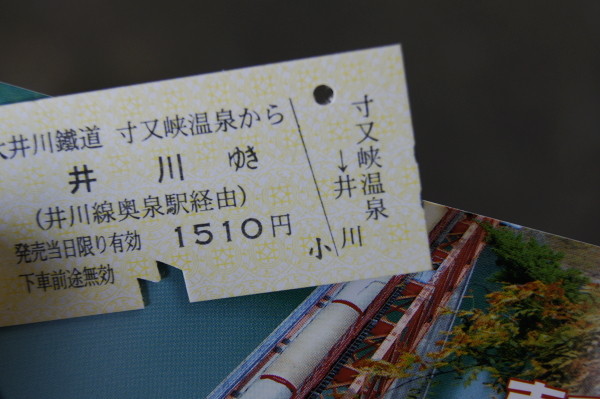 大井川鐵道 寸又峡温泉から
井川 ゆき
(井川線奥泉駅経由)
発売当日限り有効 1510円
下車前途無効
寸又峡温泉
↓
井川
小